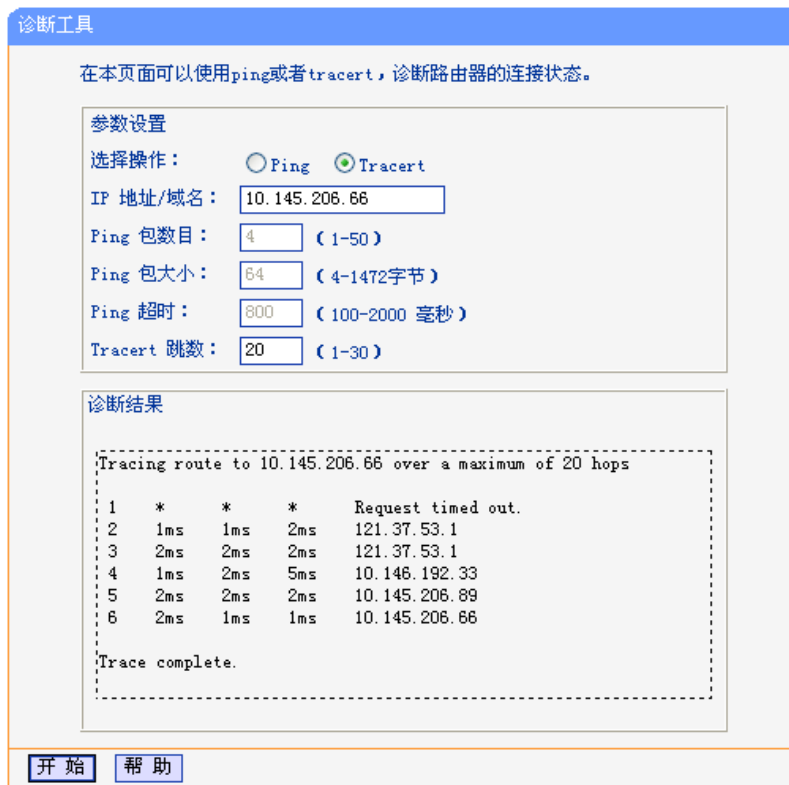 诊断工具
在本页面可以使用ping或者tracert，诊断路由器的连接状态。
参数设置
选择操作： Ping Tracert
IP 地址/域名： 10.145.206.66
Ping 包数目： 4 （1-50）
Ping 包大小： 64 （4-1472字节）
Ping 超时： 800 （100-2000 毫秒）
Tracert 跳数： 20 （1-30）
诊断结果
Tracing route to 10.145.206.66 over a maximum of 20 hops
1 * * * Request timed out.
2 1ms 1ms 2ms 121.37.53.1
3 2ms 2ms 2ms 121.37.53.1
4 1ms 2ms 5ms 10.146.192.33
5 2ms 2ms 2ms 10.145.206.89
6 2ms 1ms 1ms 10.145.206.66
Trace complete.
开 始 帮 助